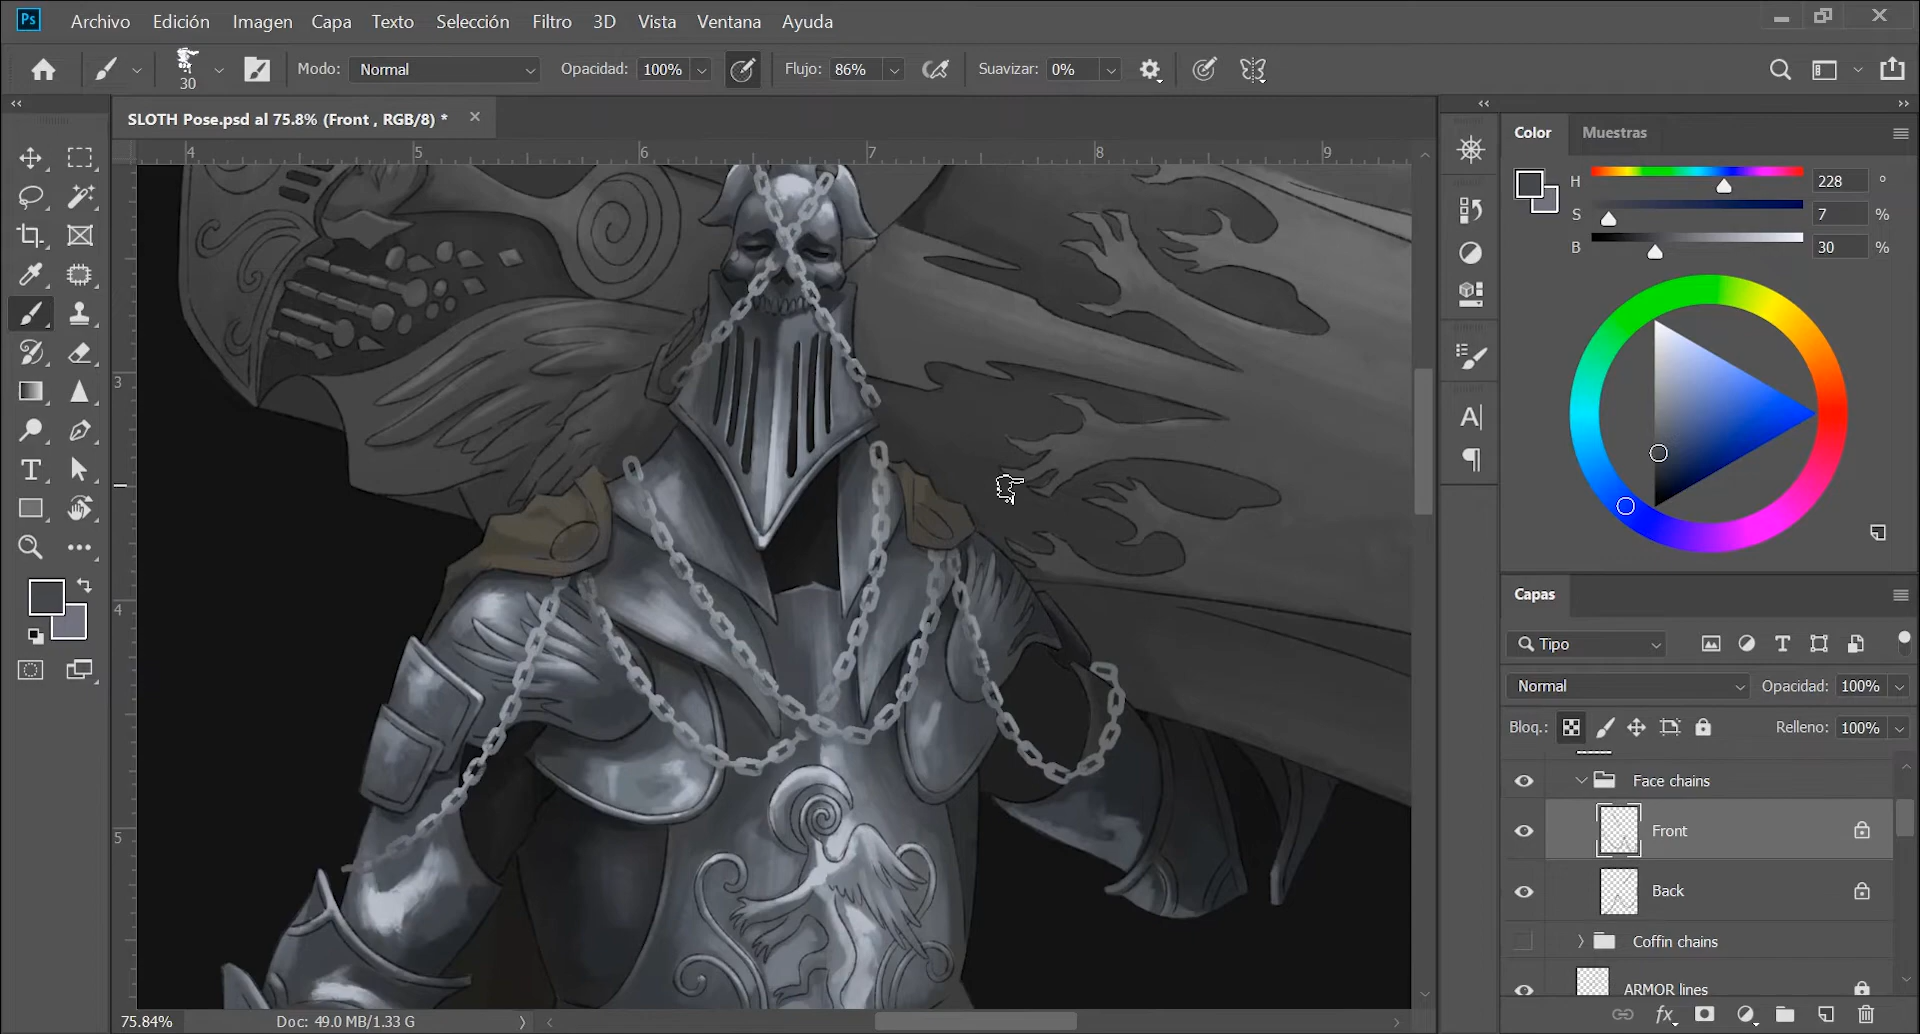 Ps Archivo Edición Imagen Capa Texto Selección Filtro 3D Vista Ventana Ayuda
30 Modo: Normal Opacidad: 100% Flujo: 86% Suavizar: 0%
SLOTH Pose.psd al 75.8% (Front , RGB/8) *
4 5 6 7 8 9
3
4
5
75.84% Doc: 49.0 MB/1.33 G
Color Muestras
H 228 °
S 7 %
B 30 %
Capas
Tipo
Normal Opacidad: 100%
Bloq.: Relleno: 100%
Face chains
Front
Back
Coffin chains
ARMOR lines
fx